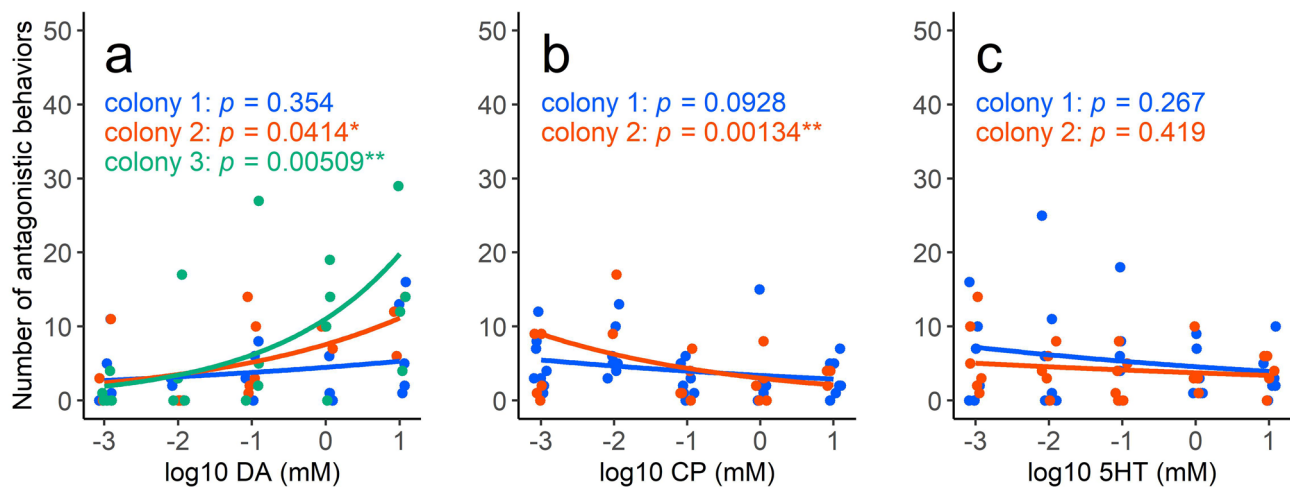 Number of antagonistic behaviors
50
40
30
20
10
0
a
colony 1: p = 0.354
colony 2: p = 0.0414*
colony 3: p = 0.00509**
-3 -2 -1 0 1
log10 DA (mM)
50
40
30
20
10
0
b
colony 1: p = 0.0928
colony 2: p = 0.00134**
-3 -2 -1 0 1
log10 CP (mM)
50
40
30
20
10
0
c
colony 1: p = 0.267
colony 2: p = 0.419
-3 -2 -1 0 1
log10 5HT (mM)